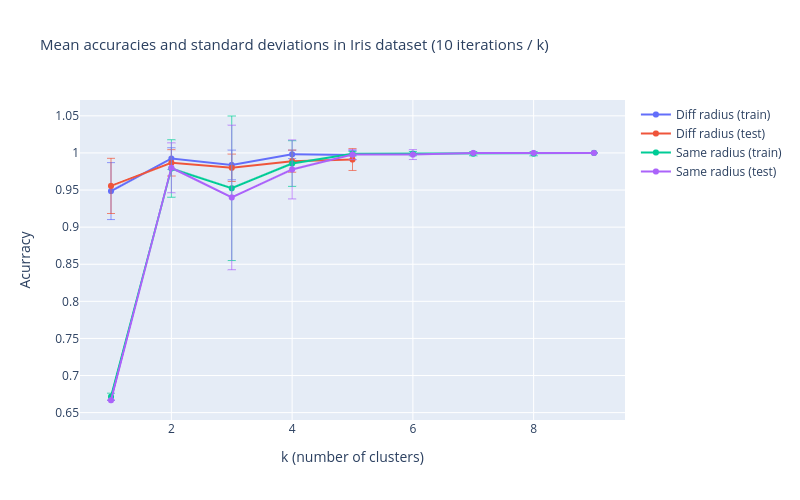 Mean accuracies and standard deviations in Iris dataset (10 iterations / k)
1.05
1
0.95
0.9
0.85
0.8
0.75
0.7
0.65
Acurracy
2
4
6
8
k (number of clusters)
Diff radius (train)
Diff radius (test)
Same radius (train)
Same radius (test)